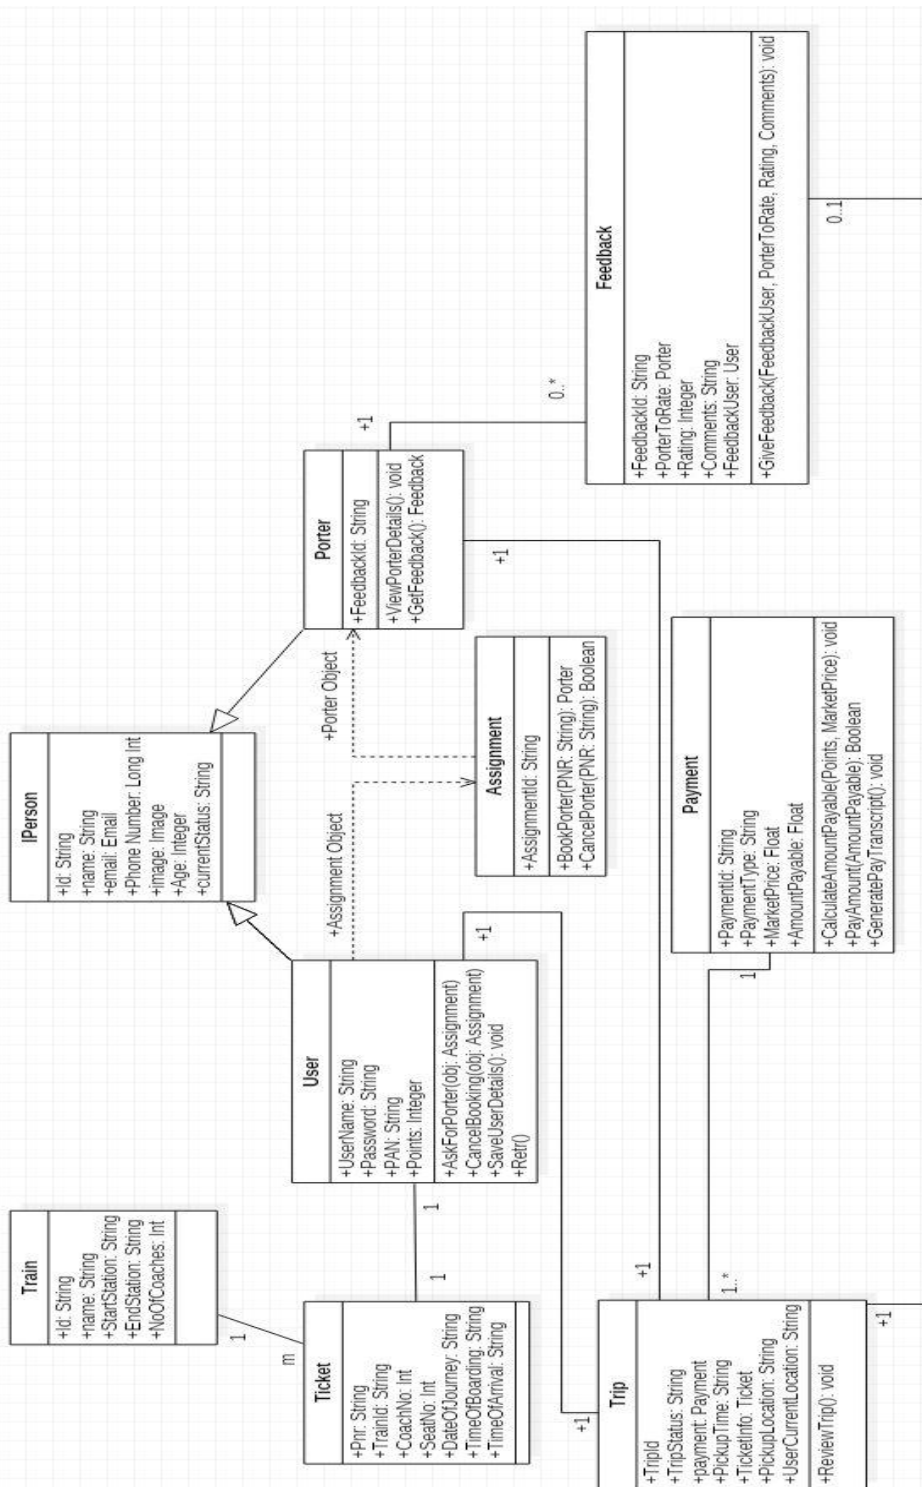 Train
+Id: String
+name: String
+StartStation: String
+EndStation: String
+NoOfCoaches: Int
1
m
Ticket
+Pnr: String
+TrainId: String
+CoachNo: Int
+SeatNo: Int
+DateOfJourney: String
+TimeOfBoarding: String
+TimeOfArrival: String
1
1
IPerson
+Id: String
+name: String
+email: Email
+Phone Number: Long Int
+image: Image
+Age: Integer
+currentStatus: String
User
+UserName: String
+Password: String
+PAN: String
+Points: Integer
+AskForPorter(obj: Assignment)
+CancelBooking(obj: Assignment)
+SaveUserDetails(): void
+Retr()
+1
+1
+Assignment Object
+Porter Object
Assignment
+AssignmentId: String
+BookPorter(PNR: String): Porter
+CancelPorter(PNR: String): Boolean
Porter
+FeedbackId: String
+ViewPorterDetails(): void
+GetFeedback(): Feedback
+1
0..*
+1
+1
Feedback
+FeedbackId: String
+PorterToRate: Porter
+Rating: Integer
+Comments: String
+FeedbackUser: User
+GiveFeedback(FeedbackUser, PorterToRate, Rating, Comments): void
0..1
Trip
+TripId
+TripStatus: String
+payment: Payment
+PickupTime: String
+TicketInfo: Ticket
+PickupLocation: String
+UserCurrentLocation: String
+ReviewTrip(): void
1..*
+1
Payment
+PaymentId: String
+PaymentType: String
+MarketPrice: Float
+AmountPayable: Float
+CalculateAmountPayable(Points, MarketPrice): void
+PayAmount(AmountPayable): Boolean
+GeneratePayTranscript(): void
1